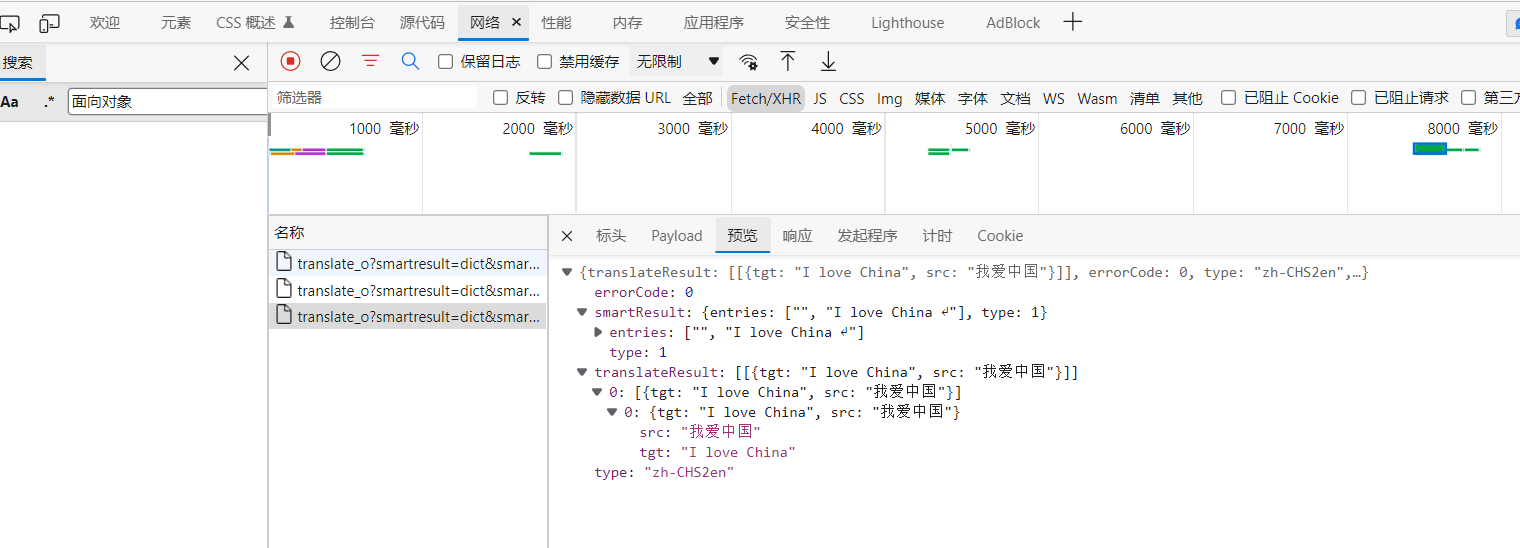 欢迎 元素 CSS 概述 控制台 源代码 网络 性能 内存 应用程序 安全性 Lighthouse AdBlock
搜索
保留日志 禁用缓存 无限制
Aa .* 面向对象
筛选器 反转 隐藏数据 URL 全部 Fetch/XHR JS CSS Img 媒体 字体 文档 WS Wasm 清单 其他 已阻止 Cookie 已阻止请求 第三方
1000 毫秒 2000 毫秒 3000 毫秒 4000 毫秒 5000 毫秒 6000 毫秒 7000 毫秒 8000 毫秒
名称
translate_o?smartresult=dict&smar...
translate_o?smartresult=dict&smar...
translate_o?smartresult=dict&smar...
标头 Payload 预览 响应 发起程序 计时 Cookie
{translateResult: [[{tgt: "I love China", src: "我爱中国"}]], errorCode: 0, type: "zh-CHS2en",…}
errorCode: 0
smartResult: {entries: ["", "I love China ↵"], type: 1}
entries: ["", "I love China ↵"]
type: 1
translateResult: [[{tgt: "I love China", src: "我爱中国"}]]
0: [{tgt: "I love China", src: "我爱中国"}]
0: {tgt: "I love China", src: "我爱中国"}
src: "我爱中国"
tgt: "I love China"
type: "zh-CHS2en"